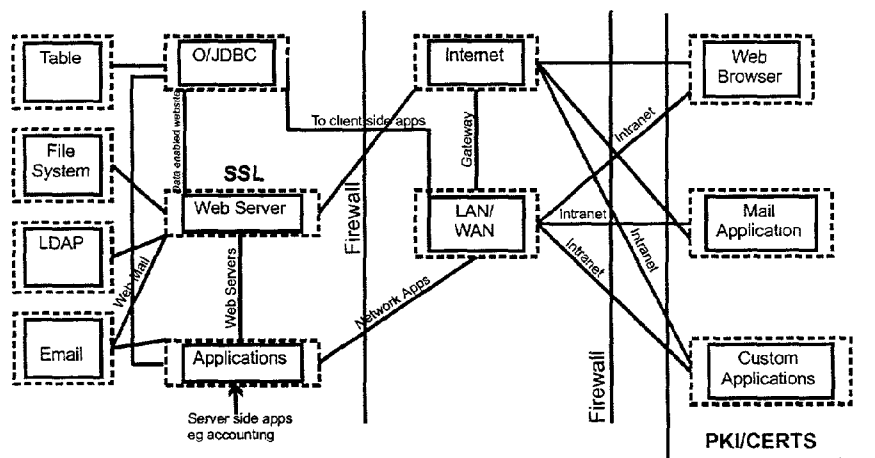 Table
O/JDBC
Internet
Web
Browser
Data enabled website
To client side apps
Gateway
Intranet
File
System
SSL
Web Server
Firewall
LAN/
WAN
Intranet
Mail
Application
LDAP
Web Mail
Web Servers
Network Apps
Intranet
Intranet
Email
Applications
Firewall
Custom
Applications
Server side apps
eg accounting
PKI/CERTS